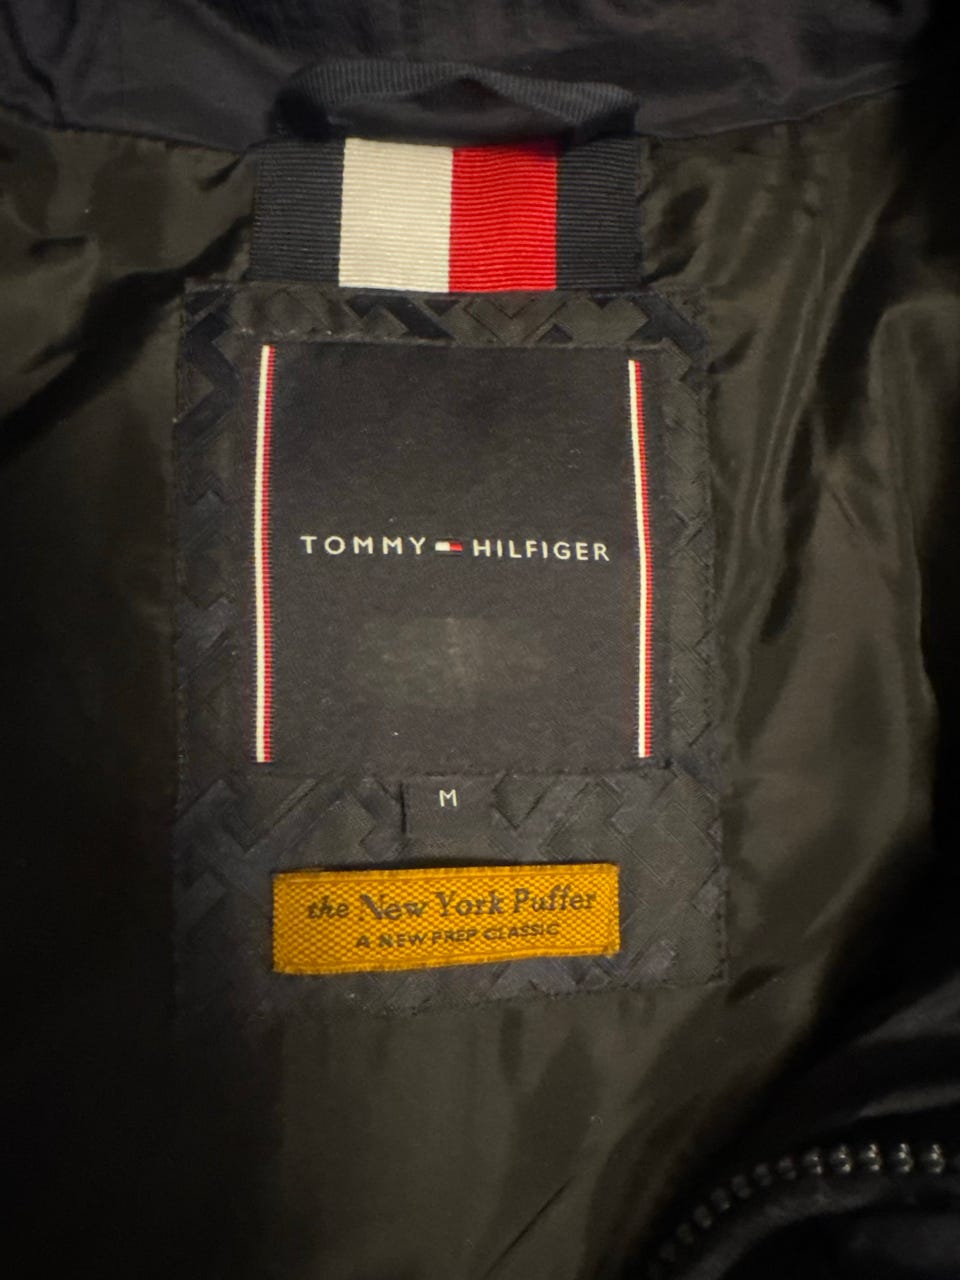 TOMMY HILFIGER
M
the New York Puffer
A NEW PREP CLASSIC